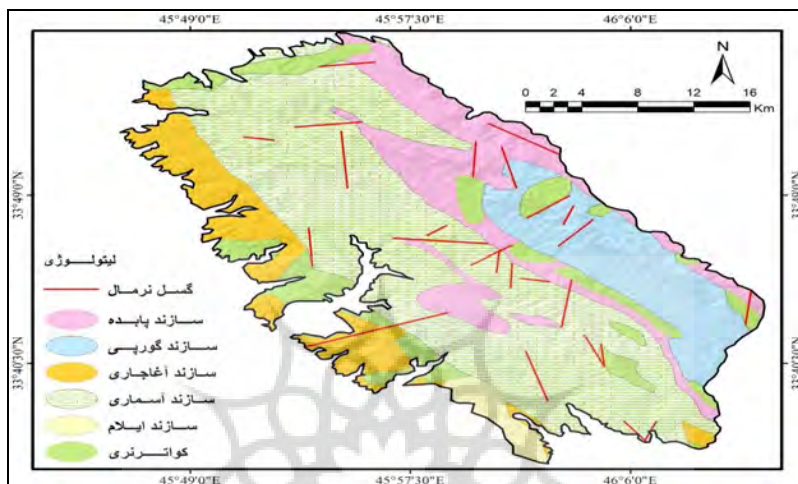 45°49'0"E 45°57'30"E 46°6'0"E
N
0 2 4 8 12 16
Km
33°49'0"N 33°49'0"N
لیتولوژی
گسل نرمال
سازند پابده
سازند گورپی
سازند آغاجاری
سازند آسماری
سازند ایلام
کواترنری
33°40'30"N 33°40'30"N
45°49'0"E 45°57'30"E 46°6'0"E